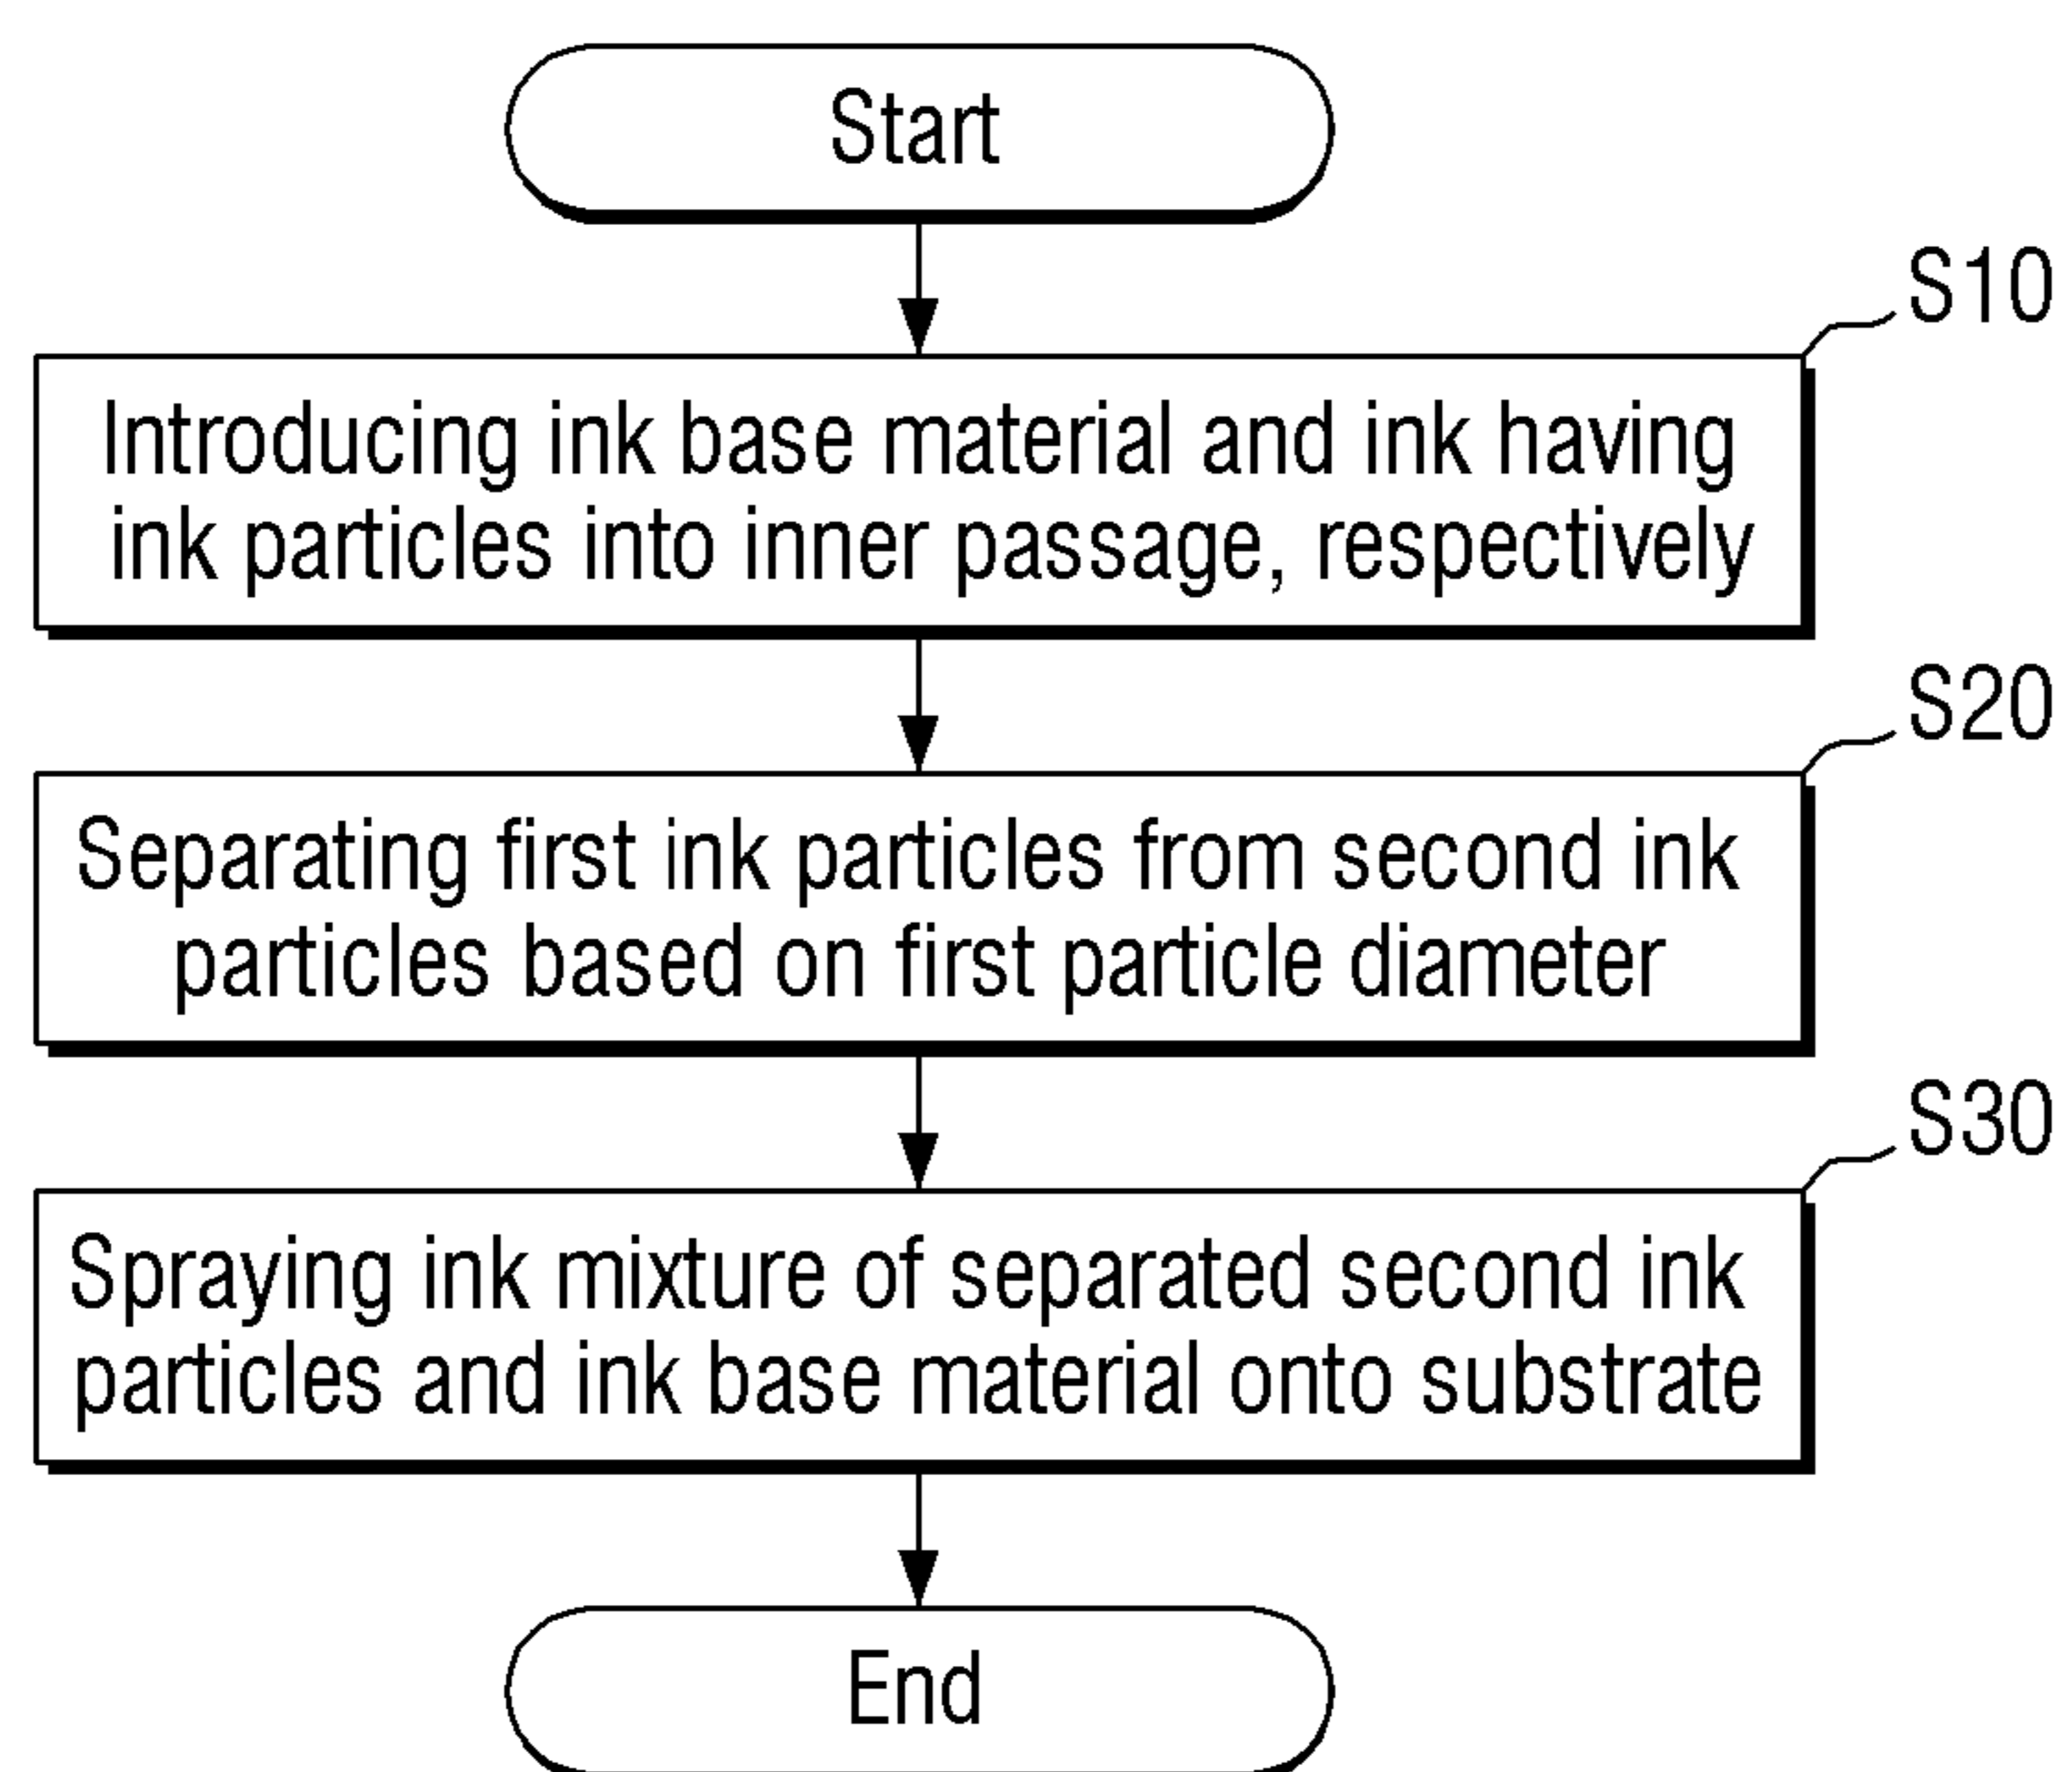 Start
S10
Introducing ink base material and ink having
ink particles into inner passage, respectively
S20
Separating first ink particles from second ink
particles based on first particle diameter
S30
Spraying ink mixture of separated second ink
particles and ink base material onto substrate
End